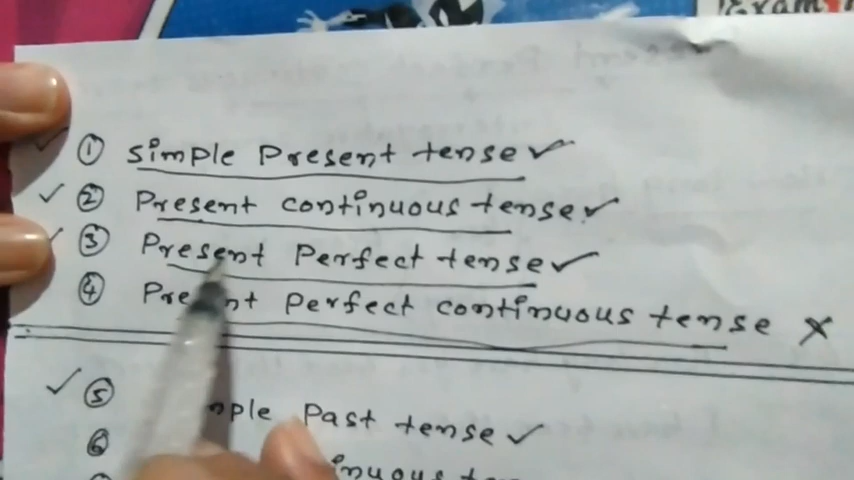 Exam
① Simple Present tense ✓
✓ ② Present continuous tense ✓
✓ ③ Present Perfect tense ✓
④ Present Perfect continuous tense ✗
✓ ⑤ Past tense ✓
⑥